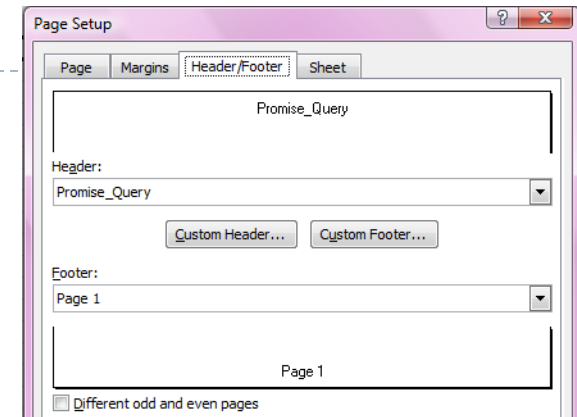 Page Setup
Page Margins Header/Footer Sheet
Promise_Query
Header:
Promise_Query
Custom Header... Custom Footer...
Footer:
Page 1
Page 1
Different odd and even pages